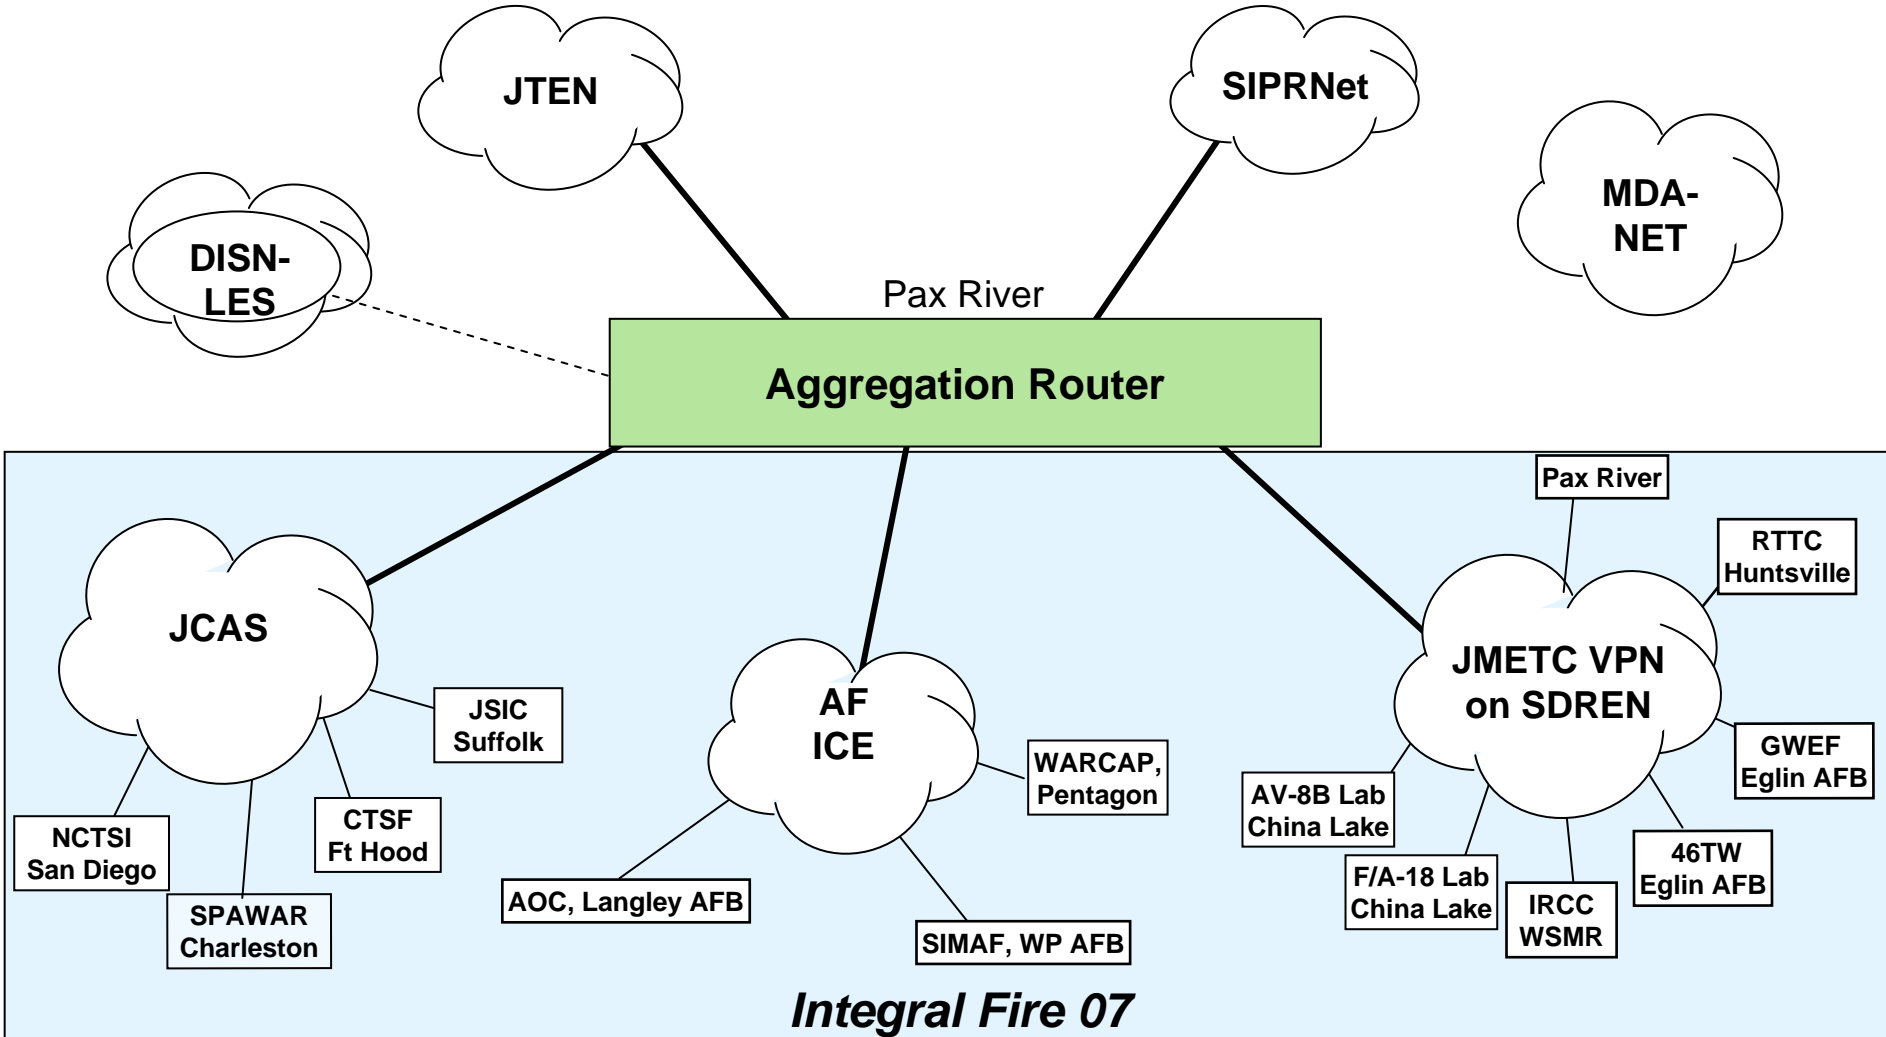 JTEN
SIPRNet
MDA-
NET
DISN-
LES
Pax River
Aggregation Router
Pax River
RTTC
Huntsville
JCAS
JMETC VPN
on SDREN
AF
ICE
JSIC
Suffolk
WARCAP,
Pentagon
GWEF
Eglin AFB
AV-8B Lab
China Lake
NCTSI
San Diego
CTSF
Ft Hood
46TW
Eglin AFB
F/A-18 Lab
China Lake
AOC, Langley AFB
IRCC
WSMR
SPAWAR
Charleston
SIMAF, WP AFB
Integral Fire 07